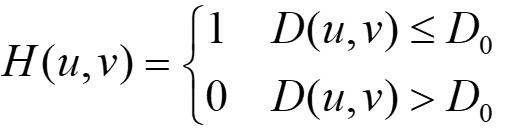 H(u,v) = { 1 D(u,v) ≤ D₀
0 D(u,v) > D₀